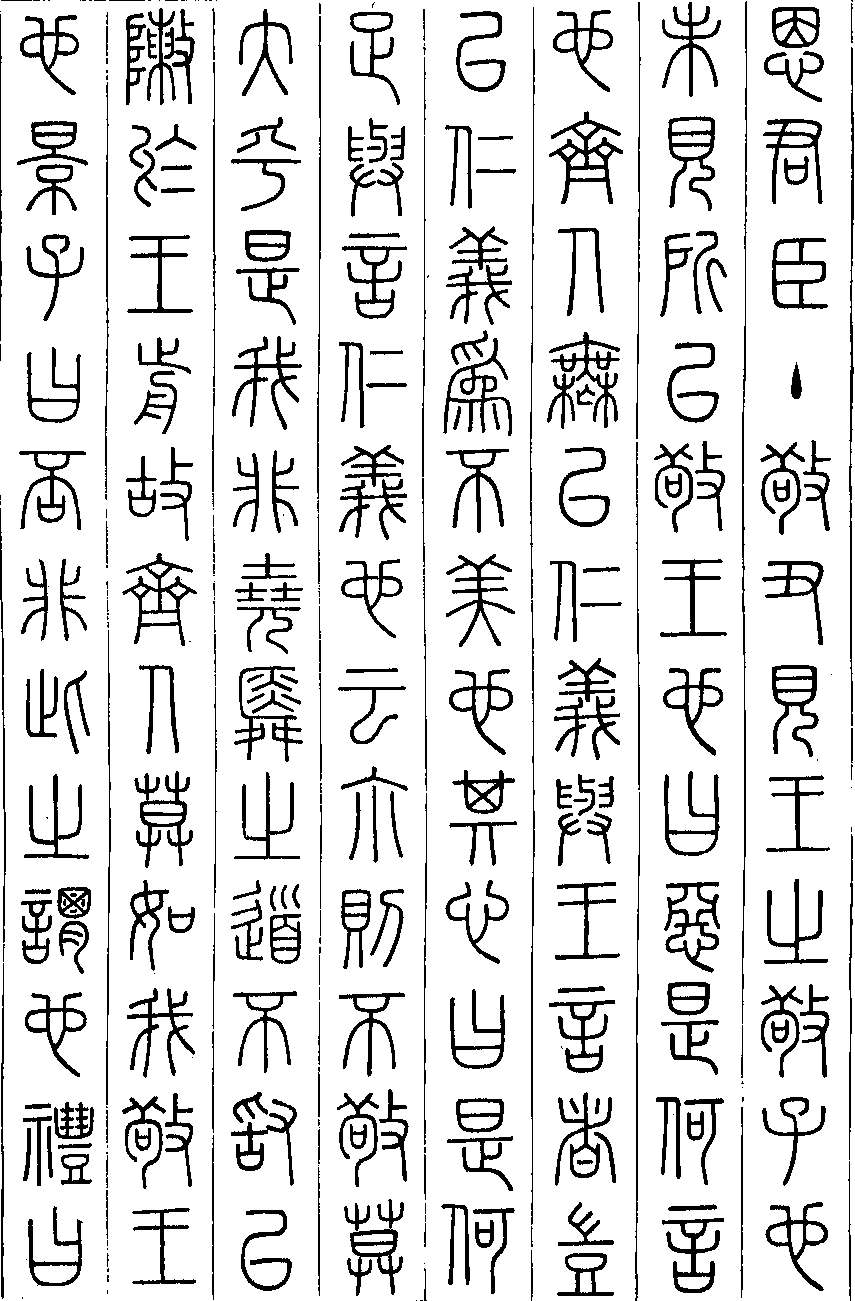 恩君臣主敬丑見王之敬子也
未見所以敬王也曰惡是何言
也齊人無以仁義與王言者豈
以仁義爲不美也其心曰是何
足與言仁義也云尒則不敬莫
大乎是我非堯舜之道不敢以
陳於王前故齊人莫如我敬王
也景子曰否非此之謂也禮曰